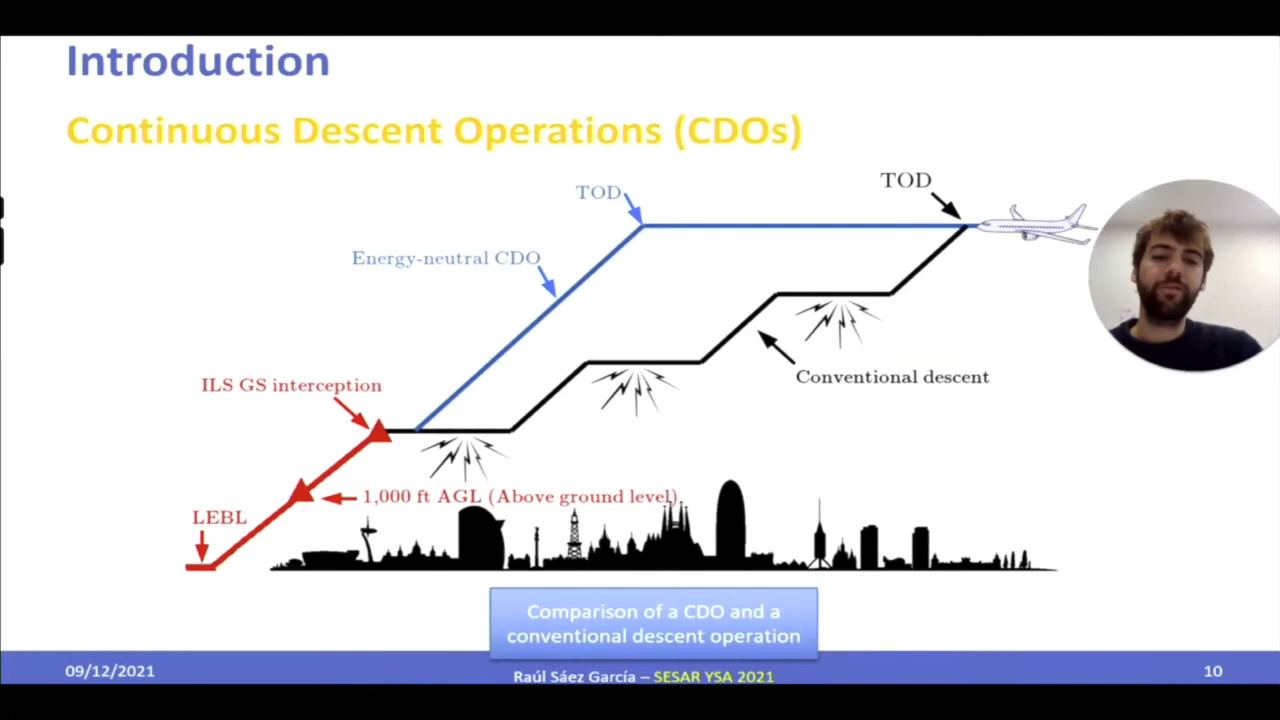 Introduction
Continuous Descent Operations (CDOs)
TOD
TOD
Energy-neutral CDO
Conventional descent
ILS GS interception
1,000 ft AGL (Above ground level)
LEBL
Comparison of a CDO and a
conventional descent operation
09/12/2021
Raúl Sáez García – SESAR YSA 2021
10